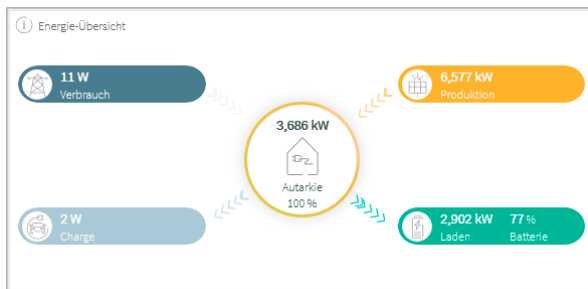 Energie-Übersicht
11 W
Verbrauch
6,577 kW
Produktion
3,686 kW
Autarkie
100 %
2 W
Charge
2,902 kW 77 %
Laden Batterie